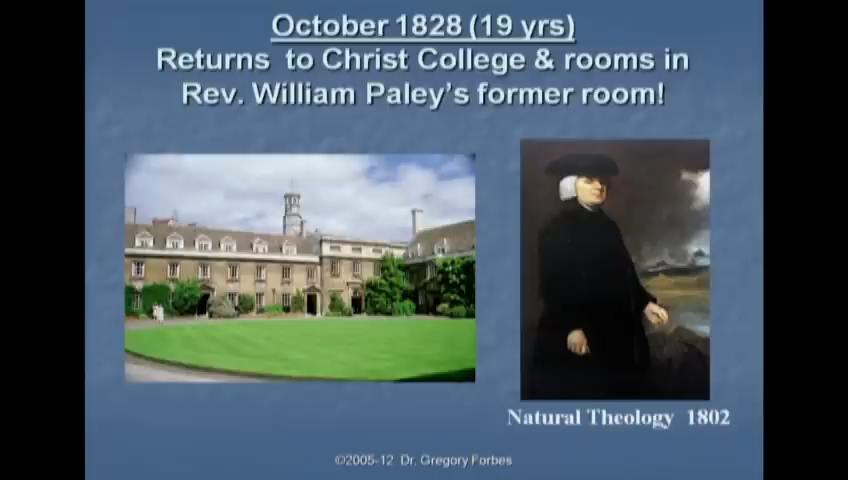 October 1828 (19 yrs)
Returns to Christ College & rooms in
Rev. William Paley's former room!
Natural Theology 1802
©2005-12 Dr. Gregory Forbes